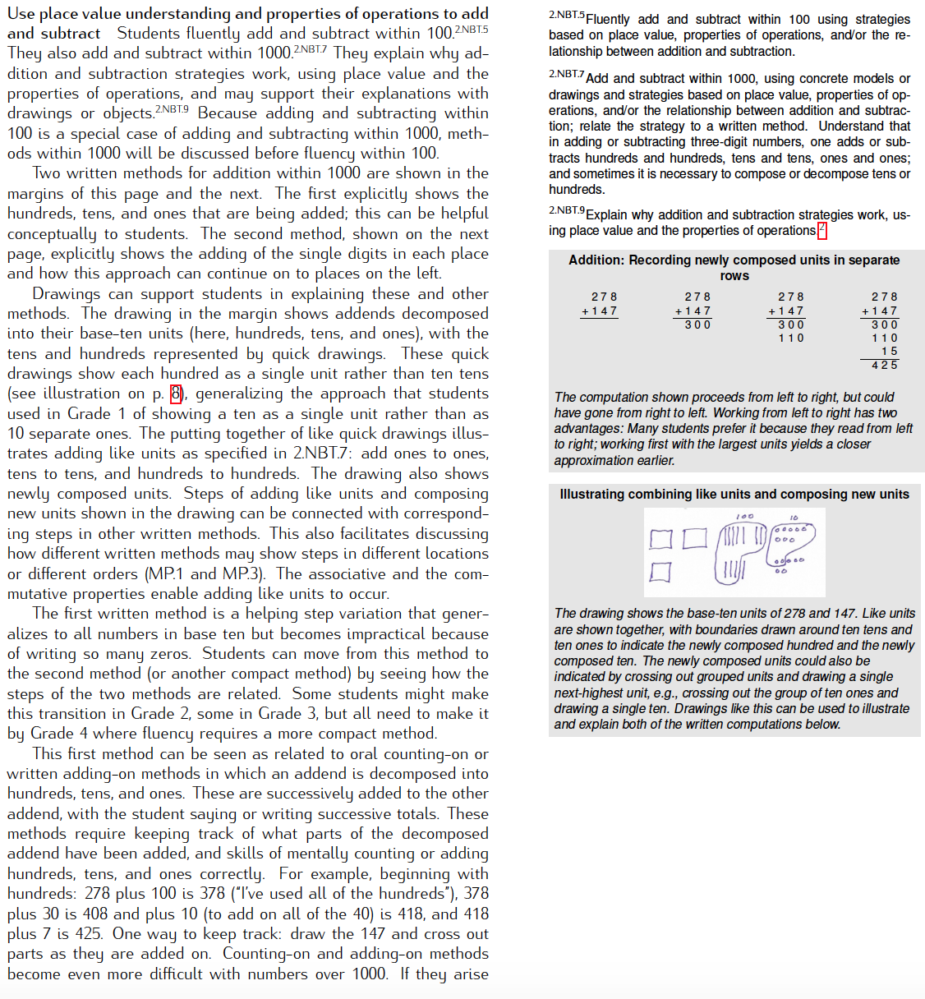 Use place value understanding and properties of operations to add
and subtract Students fluently add and subtract within 100.2.NBT.5
They also add and subtract within 1000.2.NBT.7 They explain why ad-
dition and subtraction strategies work, using place value and the
properties of operations, and may support their explanations with
drawings or objects.2.NBT.9 Because adding and subtracting within
100 is a special case of adding and subtracting within 1000, meth-
ods within 1000 will be discussed before fluency within 100.
Two written methods for addition within 1000 are shown in the
margins of this page and the next. The first explicitly shows the
hundreds, tens, and ones that are being added; this can be helpful
conceptually to students. The second method, shown on the next
page, explicitly shows the adding of the single digits in each place
and how this approach can continue on to places on the left.
Drawings can support students in explaining these and other
methods. The drawing in the margin shows addends decomposed
into their base-ten units (here, hundreds, tens, and ones), with the
tens and hundreds represented by quick drawings. These quick
drawings show each hundred as a single unit rather than ten tens
(see illustration on p. 8), generalizing the approach that students
used in Grade 1 of showing a ten as a single unit rather than as
10 separate ones. The putting together of like quick drawings illus-
trates adding like units as specified in 2.NBT.7: add ones to ones,
tens to tens, and hundreds to hundreds. The drawing also shows
newly composed units. Steps of adding like units and composing
new units shown in the drawing can be connected with correspond-
ing steps in other written methods. This also facilitates discussing
how different written methods may show steps in different locations
or different orders (MP.1 and MP.3). The associative and the com-
mutative properties enable adding like units to occur.
The first written method is a helping step variation that gener-
alizes to all numbers in base ten but becomes impractical because
of writing so many zeros. Students can move from this method to
the second method (or another compact method) by seeing how the
steps of the two methods are related. Some students might make
this transition in Grade 2, some in Grade 3, but all need to make it
by Grade 4 where fluency requires a more compact method.
This first method can be seen as related to oral counting-on or
written adding-on methods in which an addend is decomposed into
hundreds, tens, and ones. These are successively added to the other
addend, with the student saying or writing successive totals. These
methods require keeping track of what parts of the decomposed
addend have been added, and skills of mentally counting or adding
hundreds, tens, and ones correctly. For example, beginning with
hundreds: 278 plus 100 is 378 ("I've used all of the hundreds"), 378
plus 30 is 408 and plus 10 (to add on all of the 40) is 418, and 418
plus 7 is 425. One way to keep track: draw the 147 and cross out
parts as they are added on. Counting-on and adding-on methods
become even more difficult with numbers over 1000. If they arise
2.NBT.5Fluently add and subtract within 100 using strategies
based on place value, properties of operations, and/or the re-
lationship between addition and subtraction.
2.NBT.7Add and subtract within 1000, using concrete models or
drawings and strategies based on place value, properties of op-
erations, and/or the relationship between addition and subtrac-
tion; relate the strategy to a written method. Understand that
in adding or subtracting three-digit numbers, one adds or sub-
tracts hundreds and hundreds, tens and tens, ones and ones;
and sometimes it is necessary to compose or decompose tens or
hundreds.
2.NBT.9Explain why addition and subtraction strategies work, us-
ing place value and the properties of operations.2
Addition: Recording newly composed units in separate
rows
278 278 278 278
+147 +147 +147 +147
300 300 300
110 110
15
425
The computation shown proceeds from left to right, but could
have gone from right to left. Working from left to right has two
advantages: Many students prefer it because they read from left
to right; working first with the largest units yields a closer
approximation earlier.
Illustrating combining like units and composing new units
100 10
The drawing shows the base-ten units of 278 and 147. Like units
are shown together, with boundaries drawn around ten tens and
ten ones to indicate the newly composed hundred and the newly
composed ten. The newly composed units could also be
indicated by crossing out grouped units and drawing a single
next-highest unit, e.g., crossing out the group of ten ones and
drawing a single ten. Drawings like this can be used to illustrate
and explain both of the written computations below.